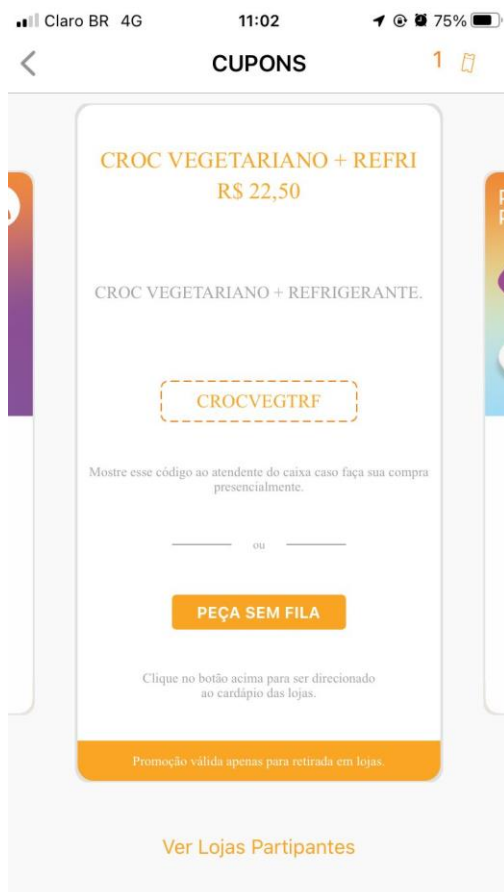 Claro BR 4G 11:02 75%
CUPONS 1
CROC VEGETARIANO + REFRI
R$ 22,50
CROC VEGETARIANO + REFRIGERANTE.
CROCVEGTRF
Mostre esse código ao atendente do caixa caso faça sua compra
presencialmente.
ou
PEÇA SEM FILA
Clique no botão acima para ser direcionado
ao cardápio das lojas.
Promoção válida apenas para retirada em lojas.
Ver Lojas Partipantes